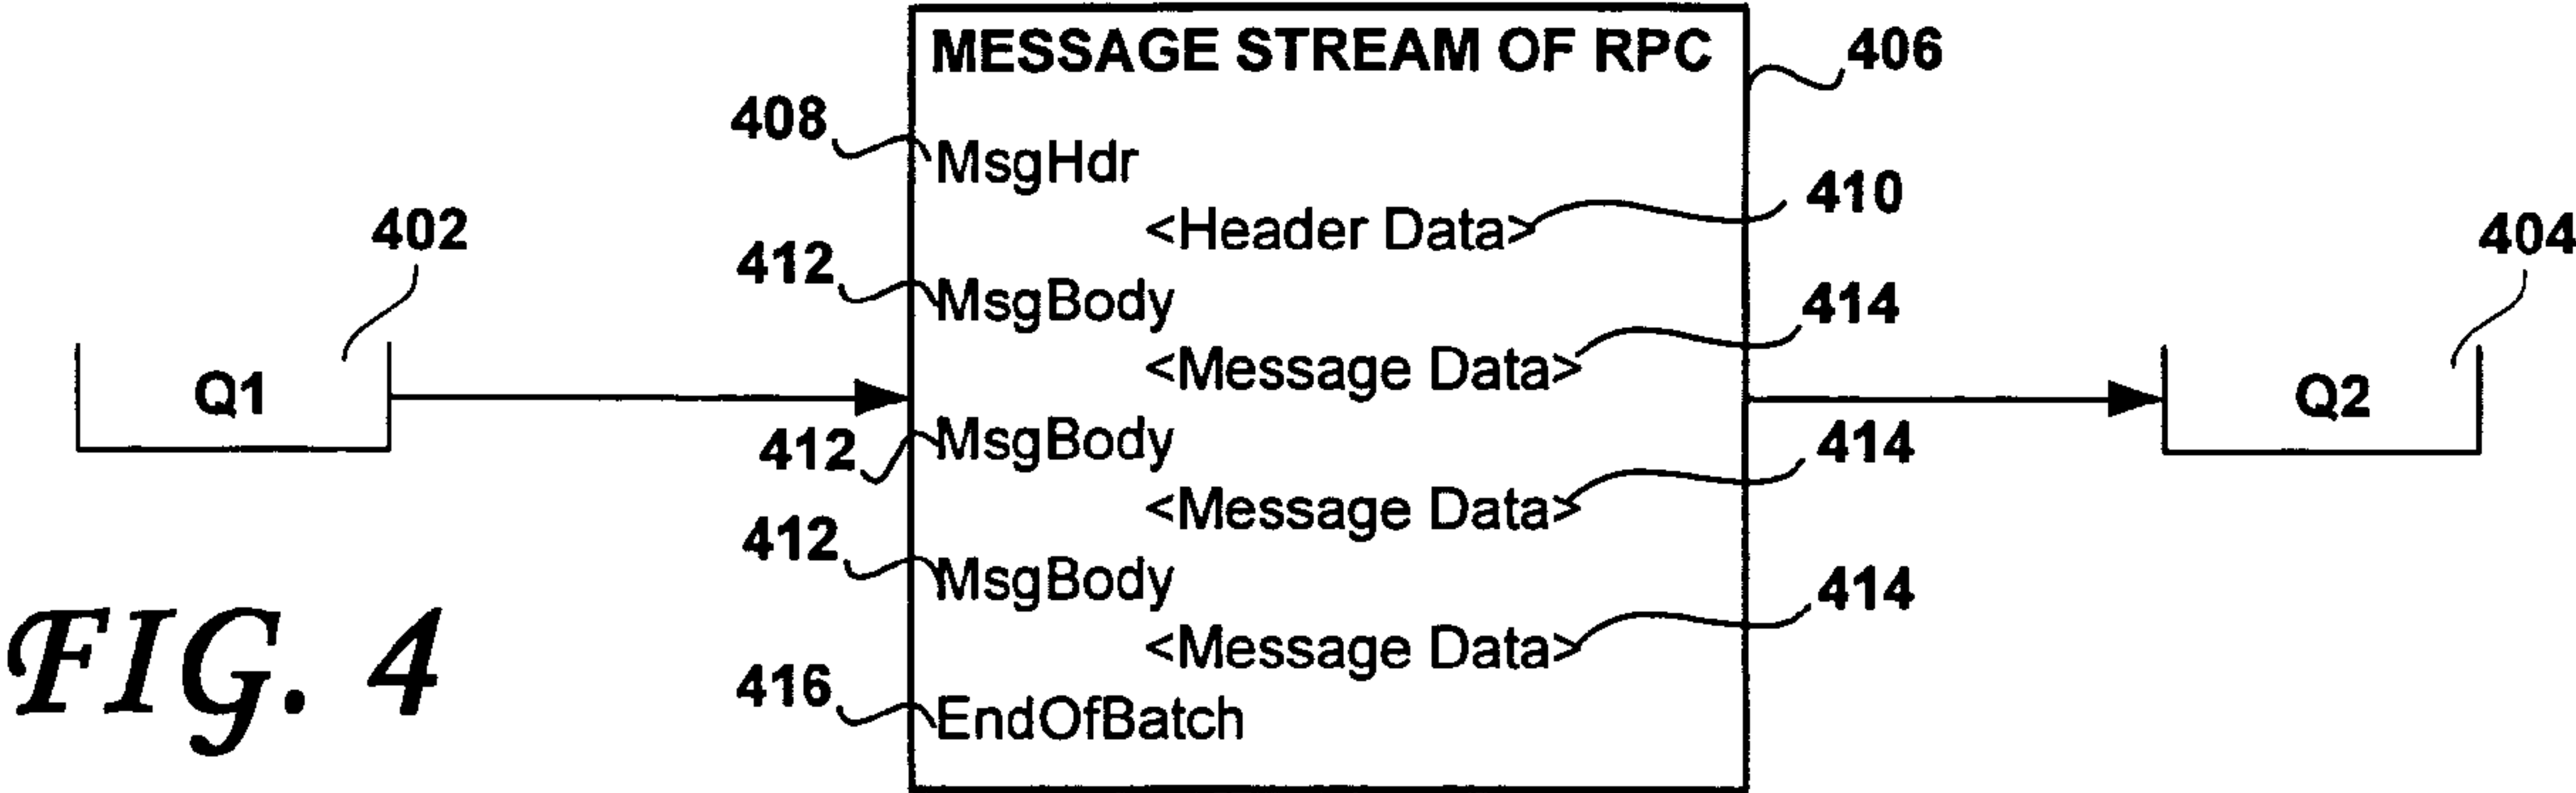 MESSAGE STREAM OF RPC
406
408
MsgHdr
410
<Header Data>
402
404
412
MsgBody
414
<Message Data>
Q1
Q2
412
MsgBody
414
<Message Data>
412
MsgBody
414
<Message Data>
416
EndOfBatch
FIG. 4